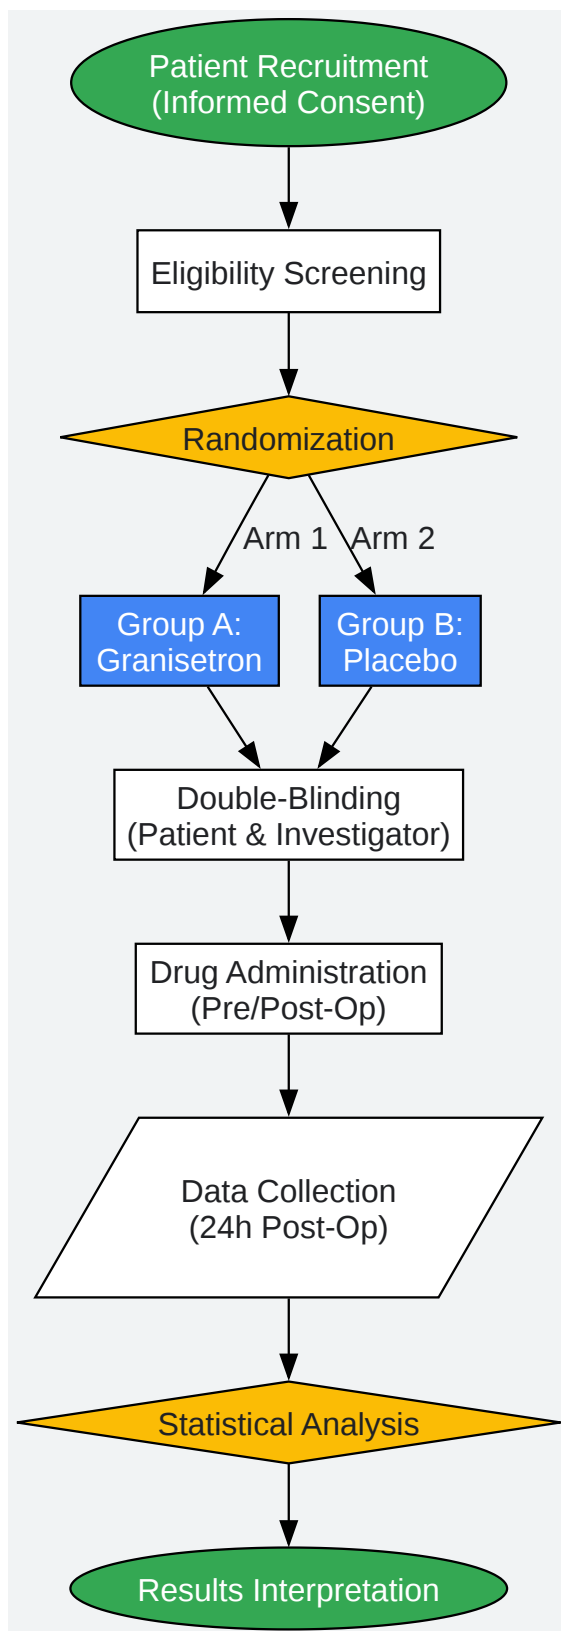 Patient Recruitment
(Informed Consent)
Eligibility Screening
Randomization
Arm 1
Arm 2
Group A:
Granisetron
Group B:
Placebo
Double-Blinding
(Patient & Investigator)
Drug Administration
(Pre/Post-Op)
Data Collection
(24h Post-Op)
Statistical Analysis
Results Interpretation